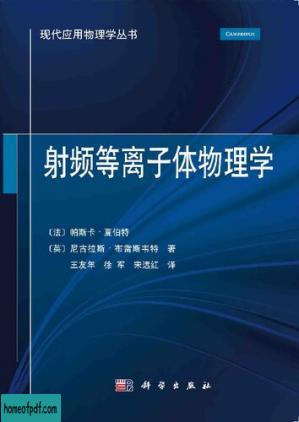 现代应用物理学丛书
CAMBRIDGE
射频等离子体物理学
〔法〕帕斯卡·夏伯特
〔英〕尼古拉斯·布雷斯韦特 著
王友年 徐军 宋远红 译
科学出版社
homeofpdf.com